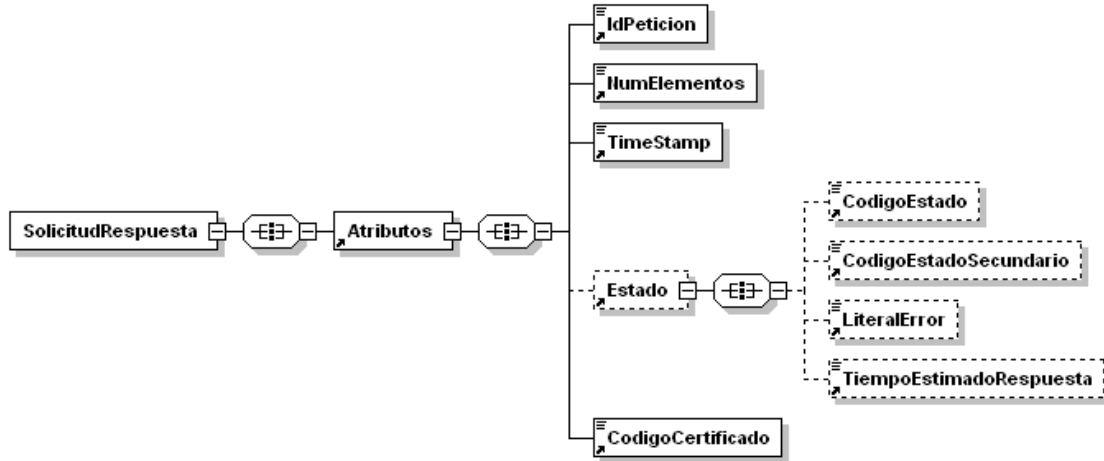 IdPeticion
NumElementos
TimeStamp
SolicitudRespuesta
Atributos
Estado
CodigoEstado
CodigoEstadoSecundario
LiteralError
TiempoEstimadoRespuesta
CodigoCertificado